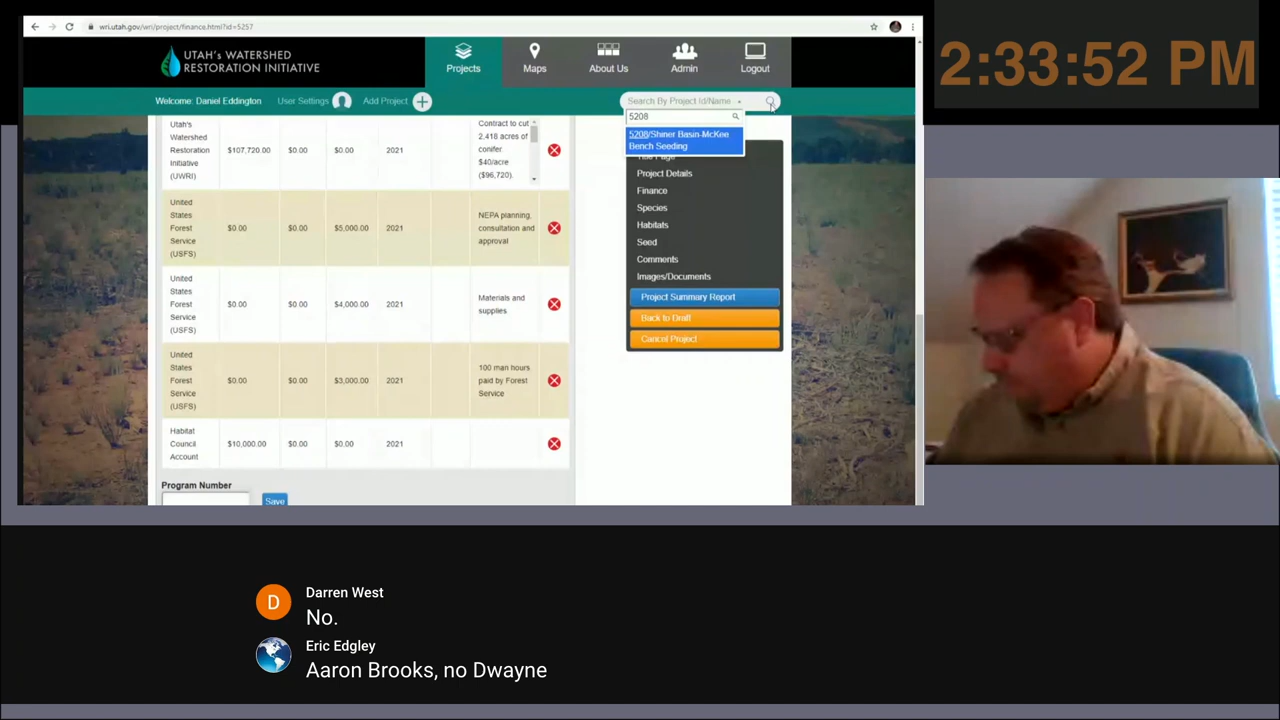 wri.utah.gov/wri/project/finance.html?id=5257
2:33:52 PM
UTAH'S WATERSHED
RESTORATION INITIATIVE
Projects
Maps
About Us
Admin
Logout
Welcome: Daniel Eddington
User Settings
Add Project
Search By Project Id/Name
5208
5208/Shiner Basin-McKee
Bench Seeding
Title Page
Project Details
Finance
Species
Habitats
Seed
Comments
Images/Documents
Project Summary Report
Back to Draft
Cancel Project
Utah's
Watershed
Restoration
Initiative
(UWRI)
$107,720.00
$0.00
$0.00
2021
Contract to cut
2,418 acres of
conifer.
$40/acre
($96,720).
United
States
Forest
Service
(USFS)
$0.00
$0.00
$5,000.00
2021
NEPA planning,
consultation and
approval
United
States
Forest
Service
(USFS)
$0.00
$0.00
$4,000.00
2021
Materials and
supplies
United
States
Forest
Service
(USFS)
$0.00
$0.00
$3,000.00
2021
100 man hours
paid by Forest
Service
Habitat
Council
Account
$10,000.00
$0.00
$0.00
2021
Program Number
Save
D
Darren West
No.
Eric Edgley
Aaron Brooks, no Dwayne